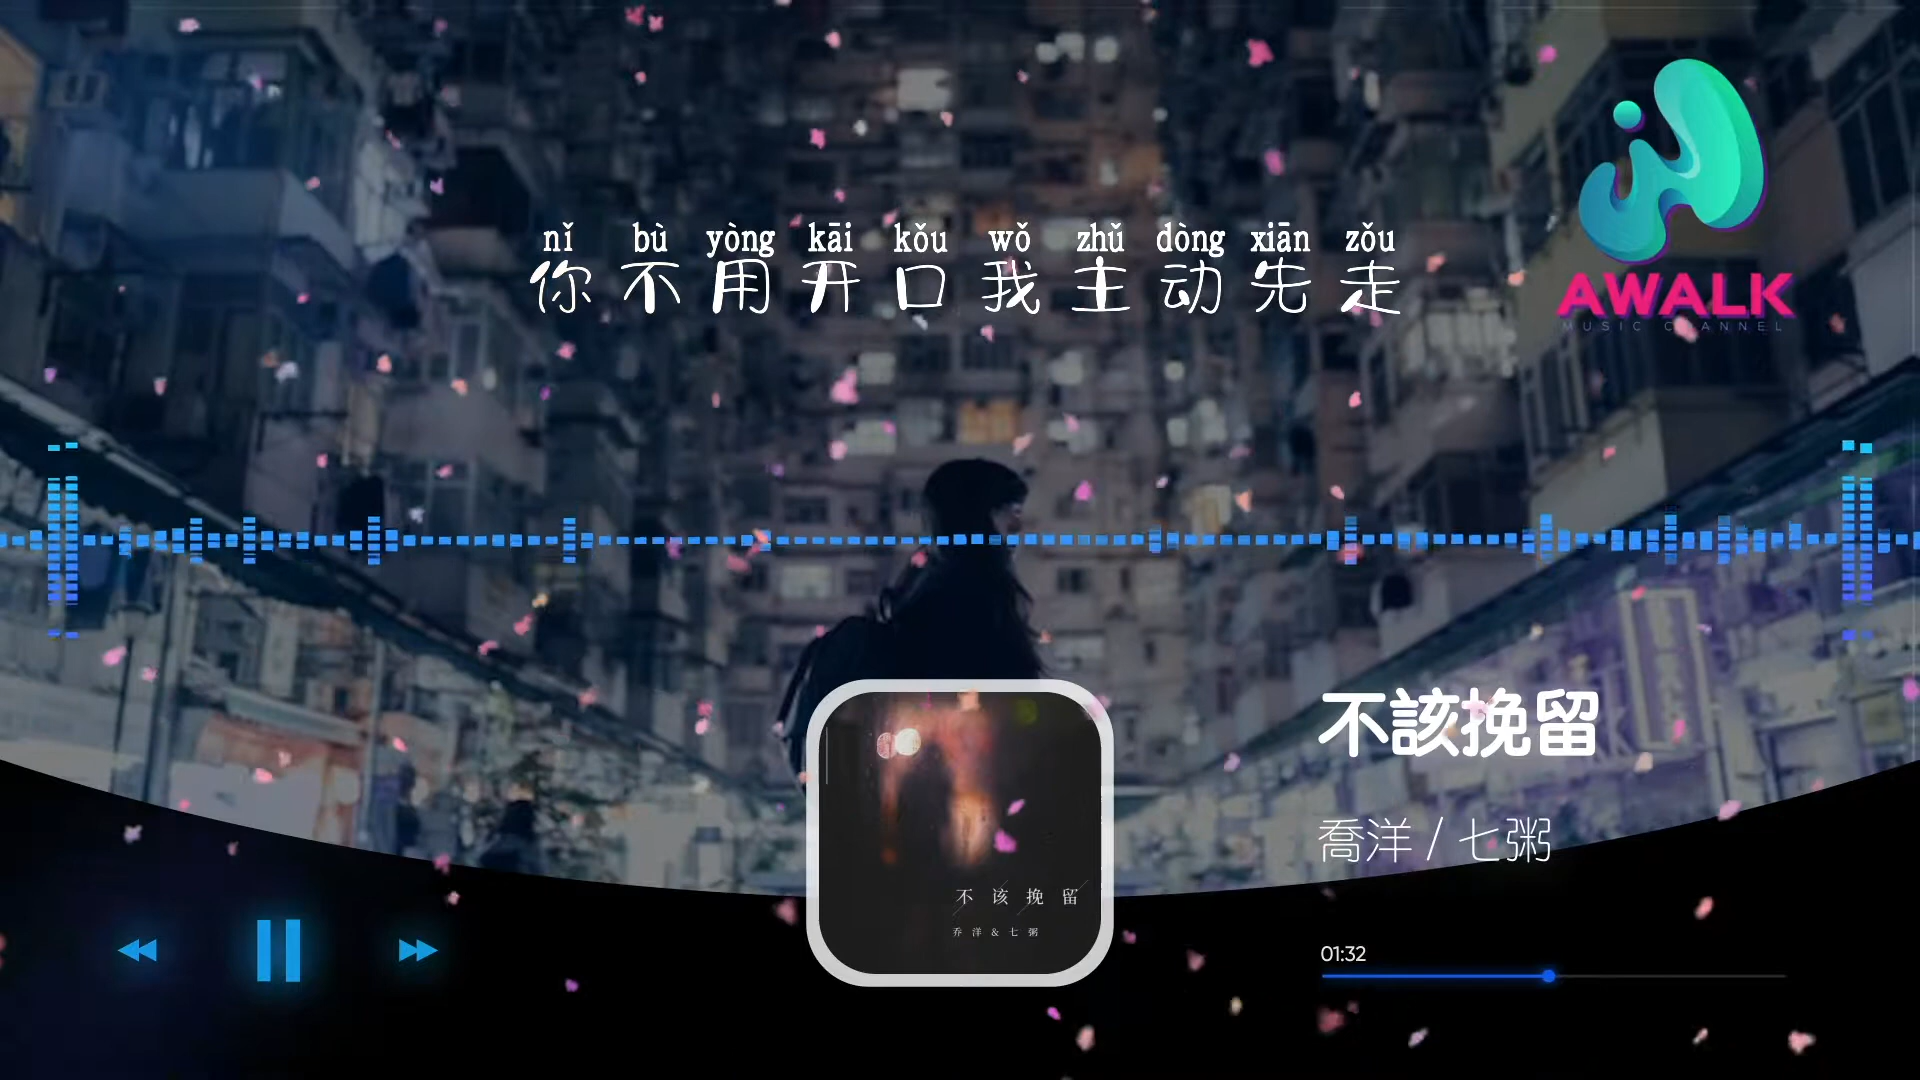 nǐ bù yòng kāi kǒu wǒ zhǔ dòng xiān zǒu
你不用开口我主动先走
AWALK
MUSIC CHANNEL
不該挽留
喬洋 / 七粥
不该挽留
乔洋&七粥
01:32